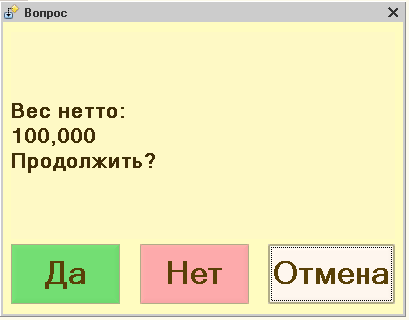 Вопрос
Вес нетто:
100,000
Продолжить?
Да
Нет
Отмена